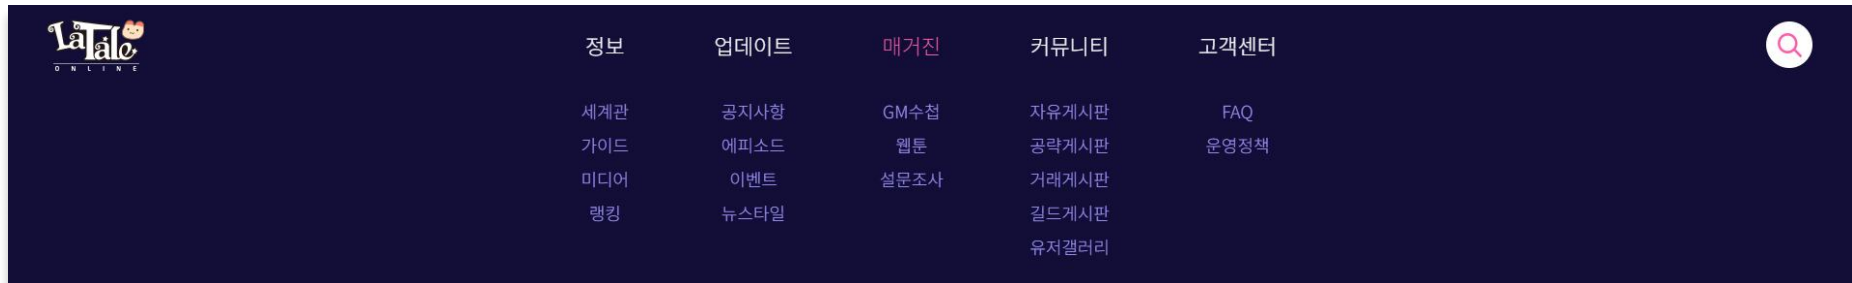 LaTale
ONLINE
정보 업데이트 매거진 커뮤니티 고객센터
세계관 공지사항 GM수첩 자유게시판 FAQ
가이드 에피소드 웹툰 공략게시판 운영정책
미디어 이벤트 설문조사 거래게시판
랭킹 뉴스타일 길드게시판
유저갤러리